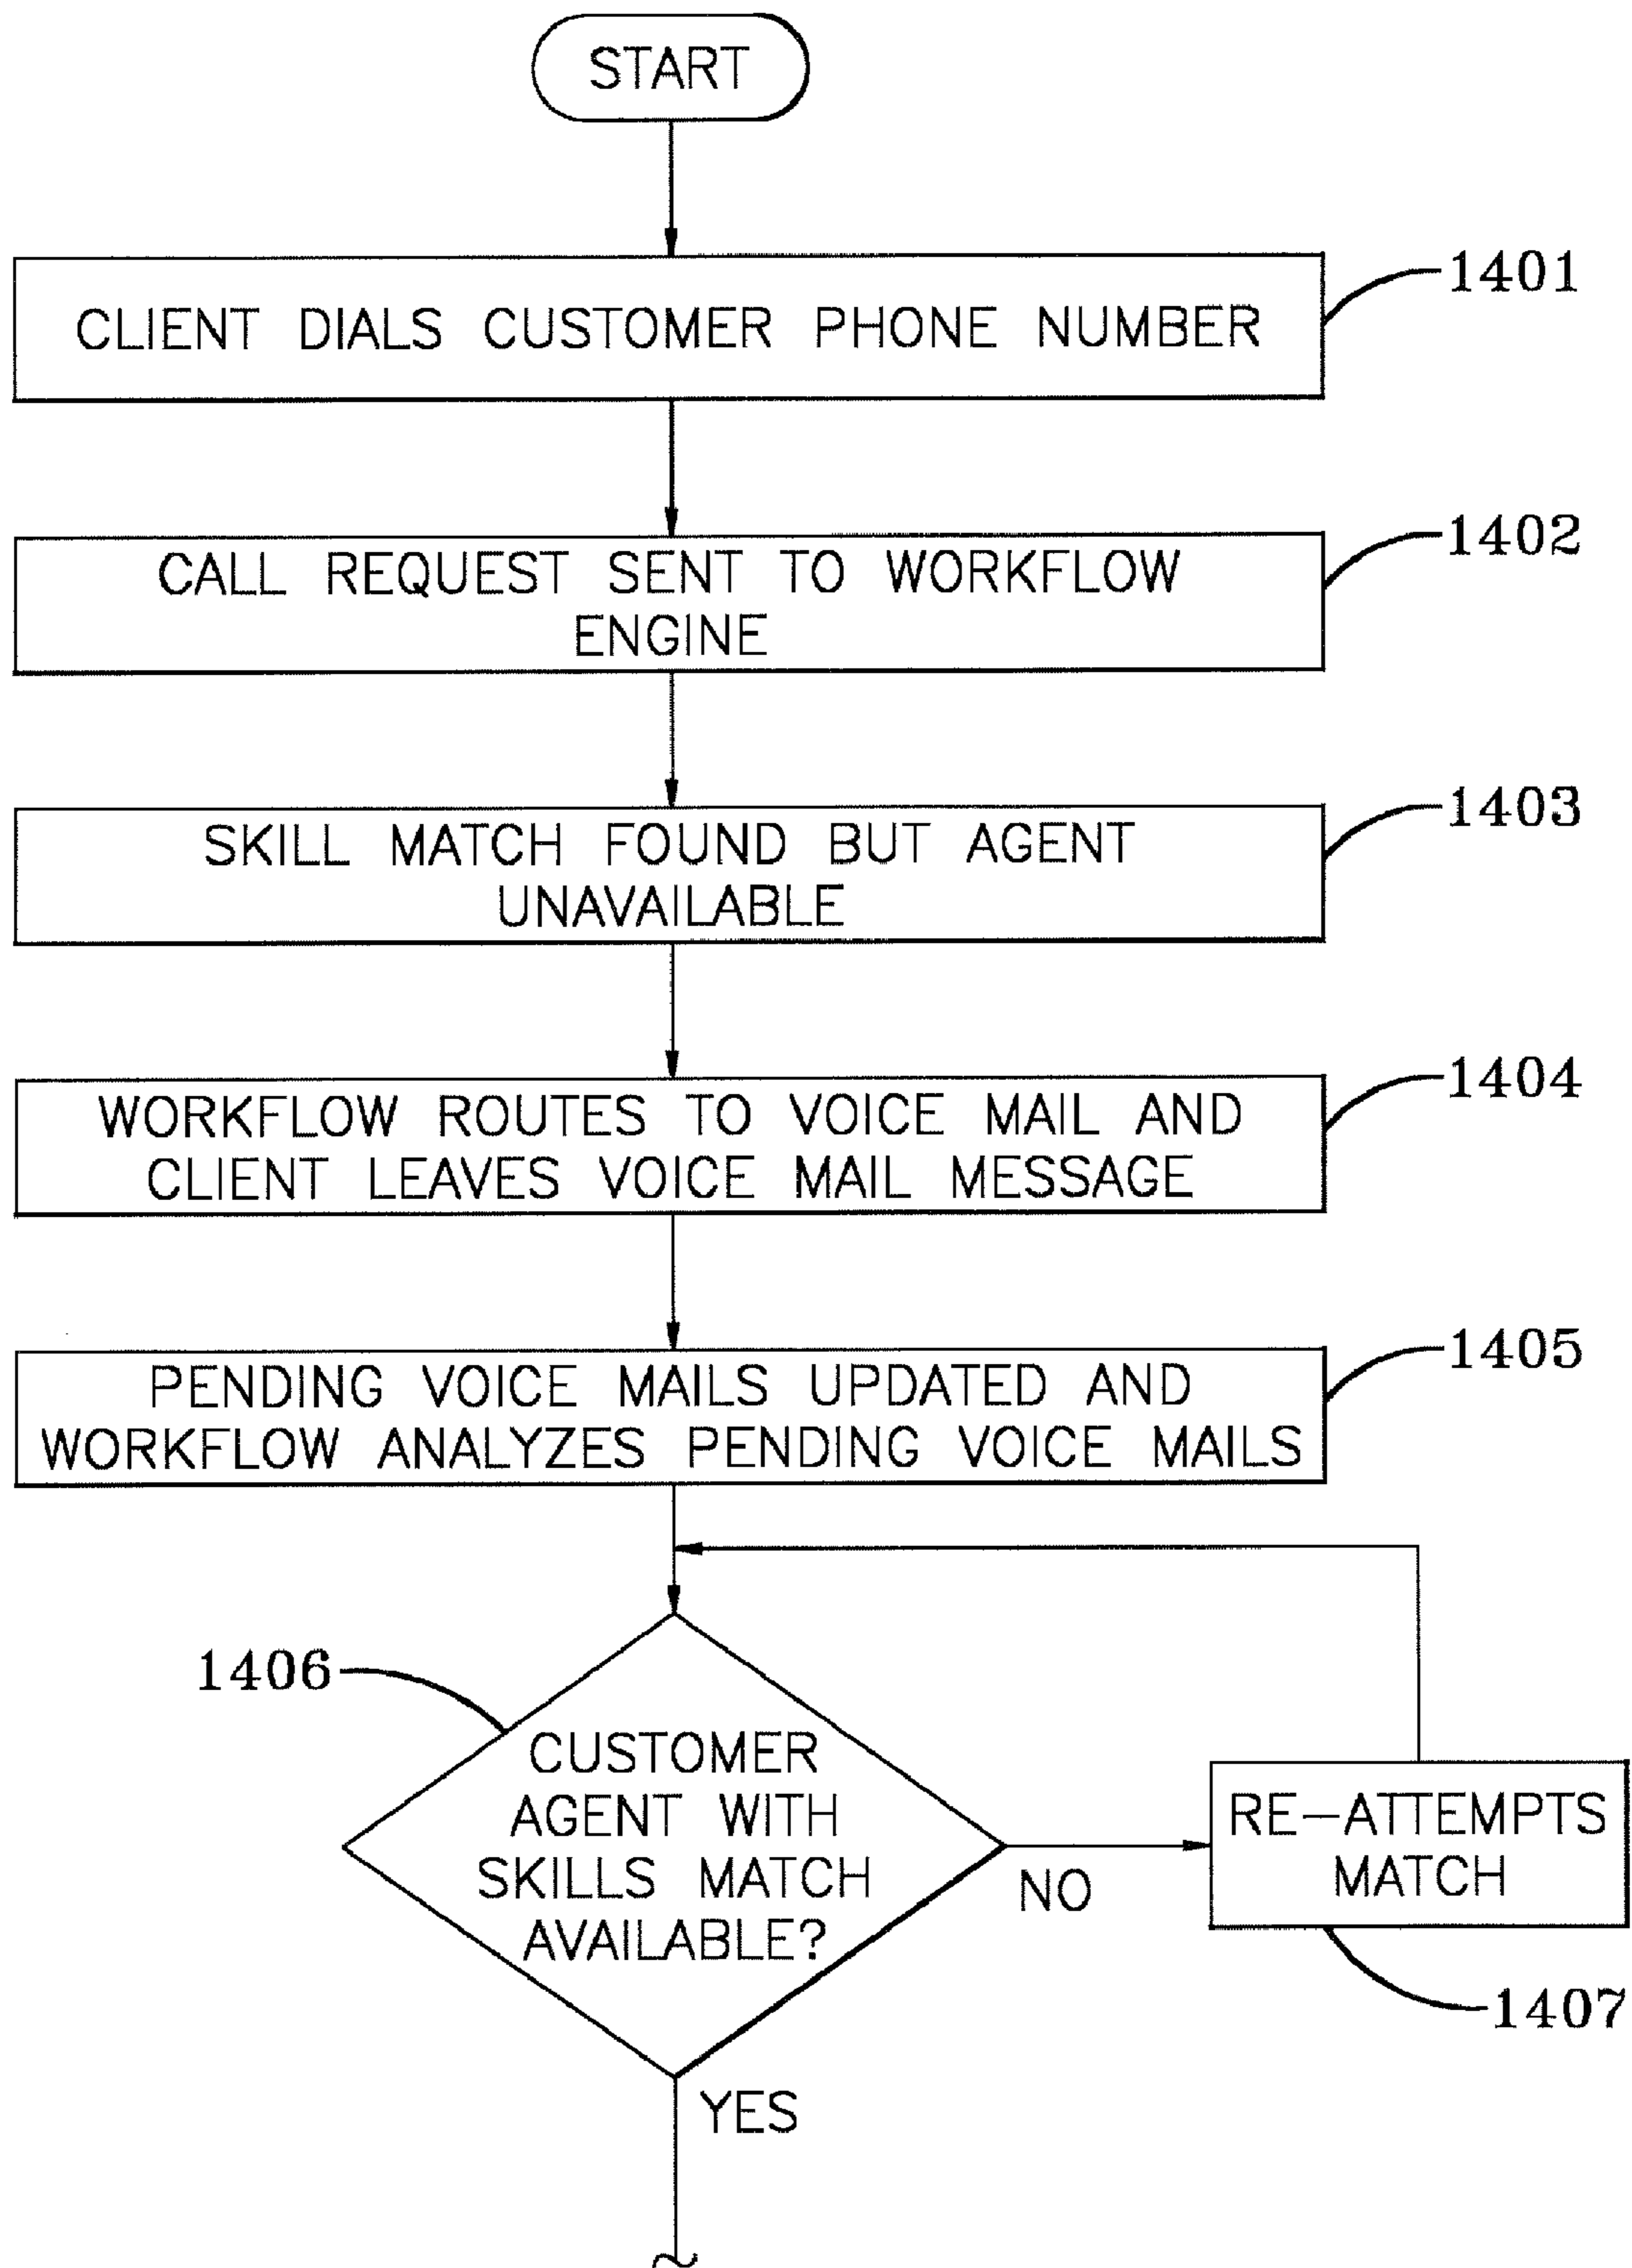 START
CLIENT DIALS CUSTOMER PHONE NUMBER
1401
CALL REQUEST SENT TO WORKFLOW
ENGINE
1402
SKILL MATCH FOUND BUT AGENT
UNAVAILABLE
1403
WORKFLOW ROUTES TO VOICE MAIL AND
CLIENT LEAVES VOICE MAIL MESSAGE
1404
PENDING VOICE MAILS UPDATED AND
WORKFLOW ANALYZES PENDING VOICE MAILS
1405
1406
CUSTOMER
AGENT WITH
SKILLS MATCH
AVAILABLE?
NO
RE-ATTEMPTS
MATCH
1407
YES